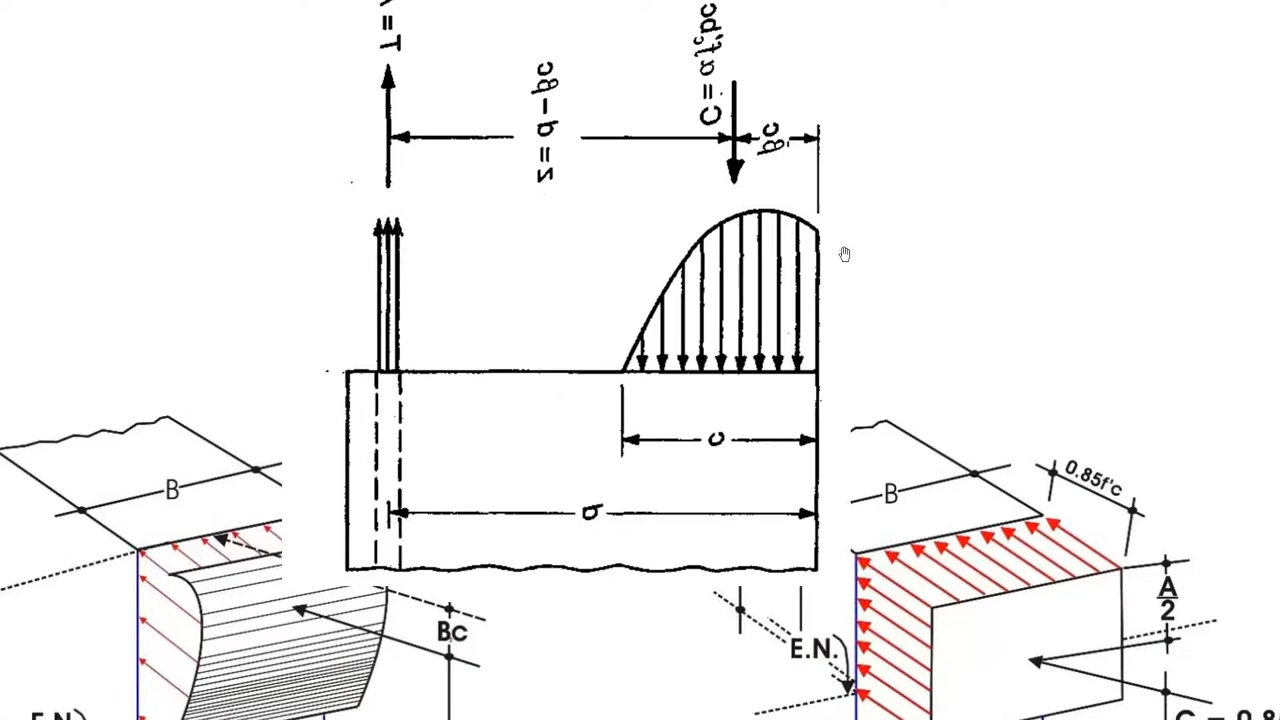 = T
z = d - βc
C = αf'cbc
βc
c
d
B
Bc
E.N.)
B
0.85f'c
A
2
E.N.)